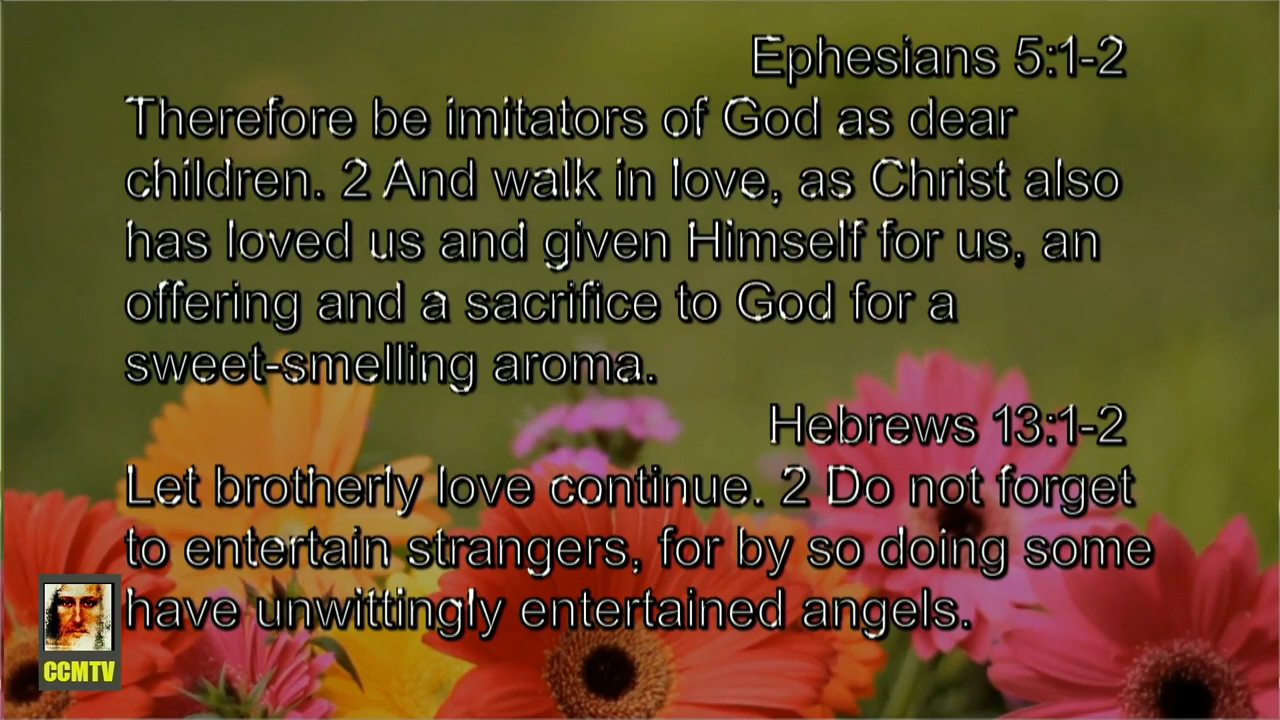 Ephesians 5:1-2
Therefore be imitators of God as dear
children. 2 And walk in love, as Christ also
has loved us and given Himself for us, an
offering and a sacrifice to God for a
sweet-smelling aroma.
Hebrews 13:1-2
Let brotherly love continue. 2 Do not forget
to entertain strangers, for by so doing some
have unwittingly entertained angels.
CCMTV